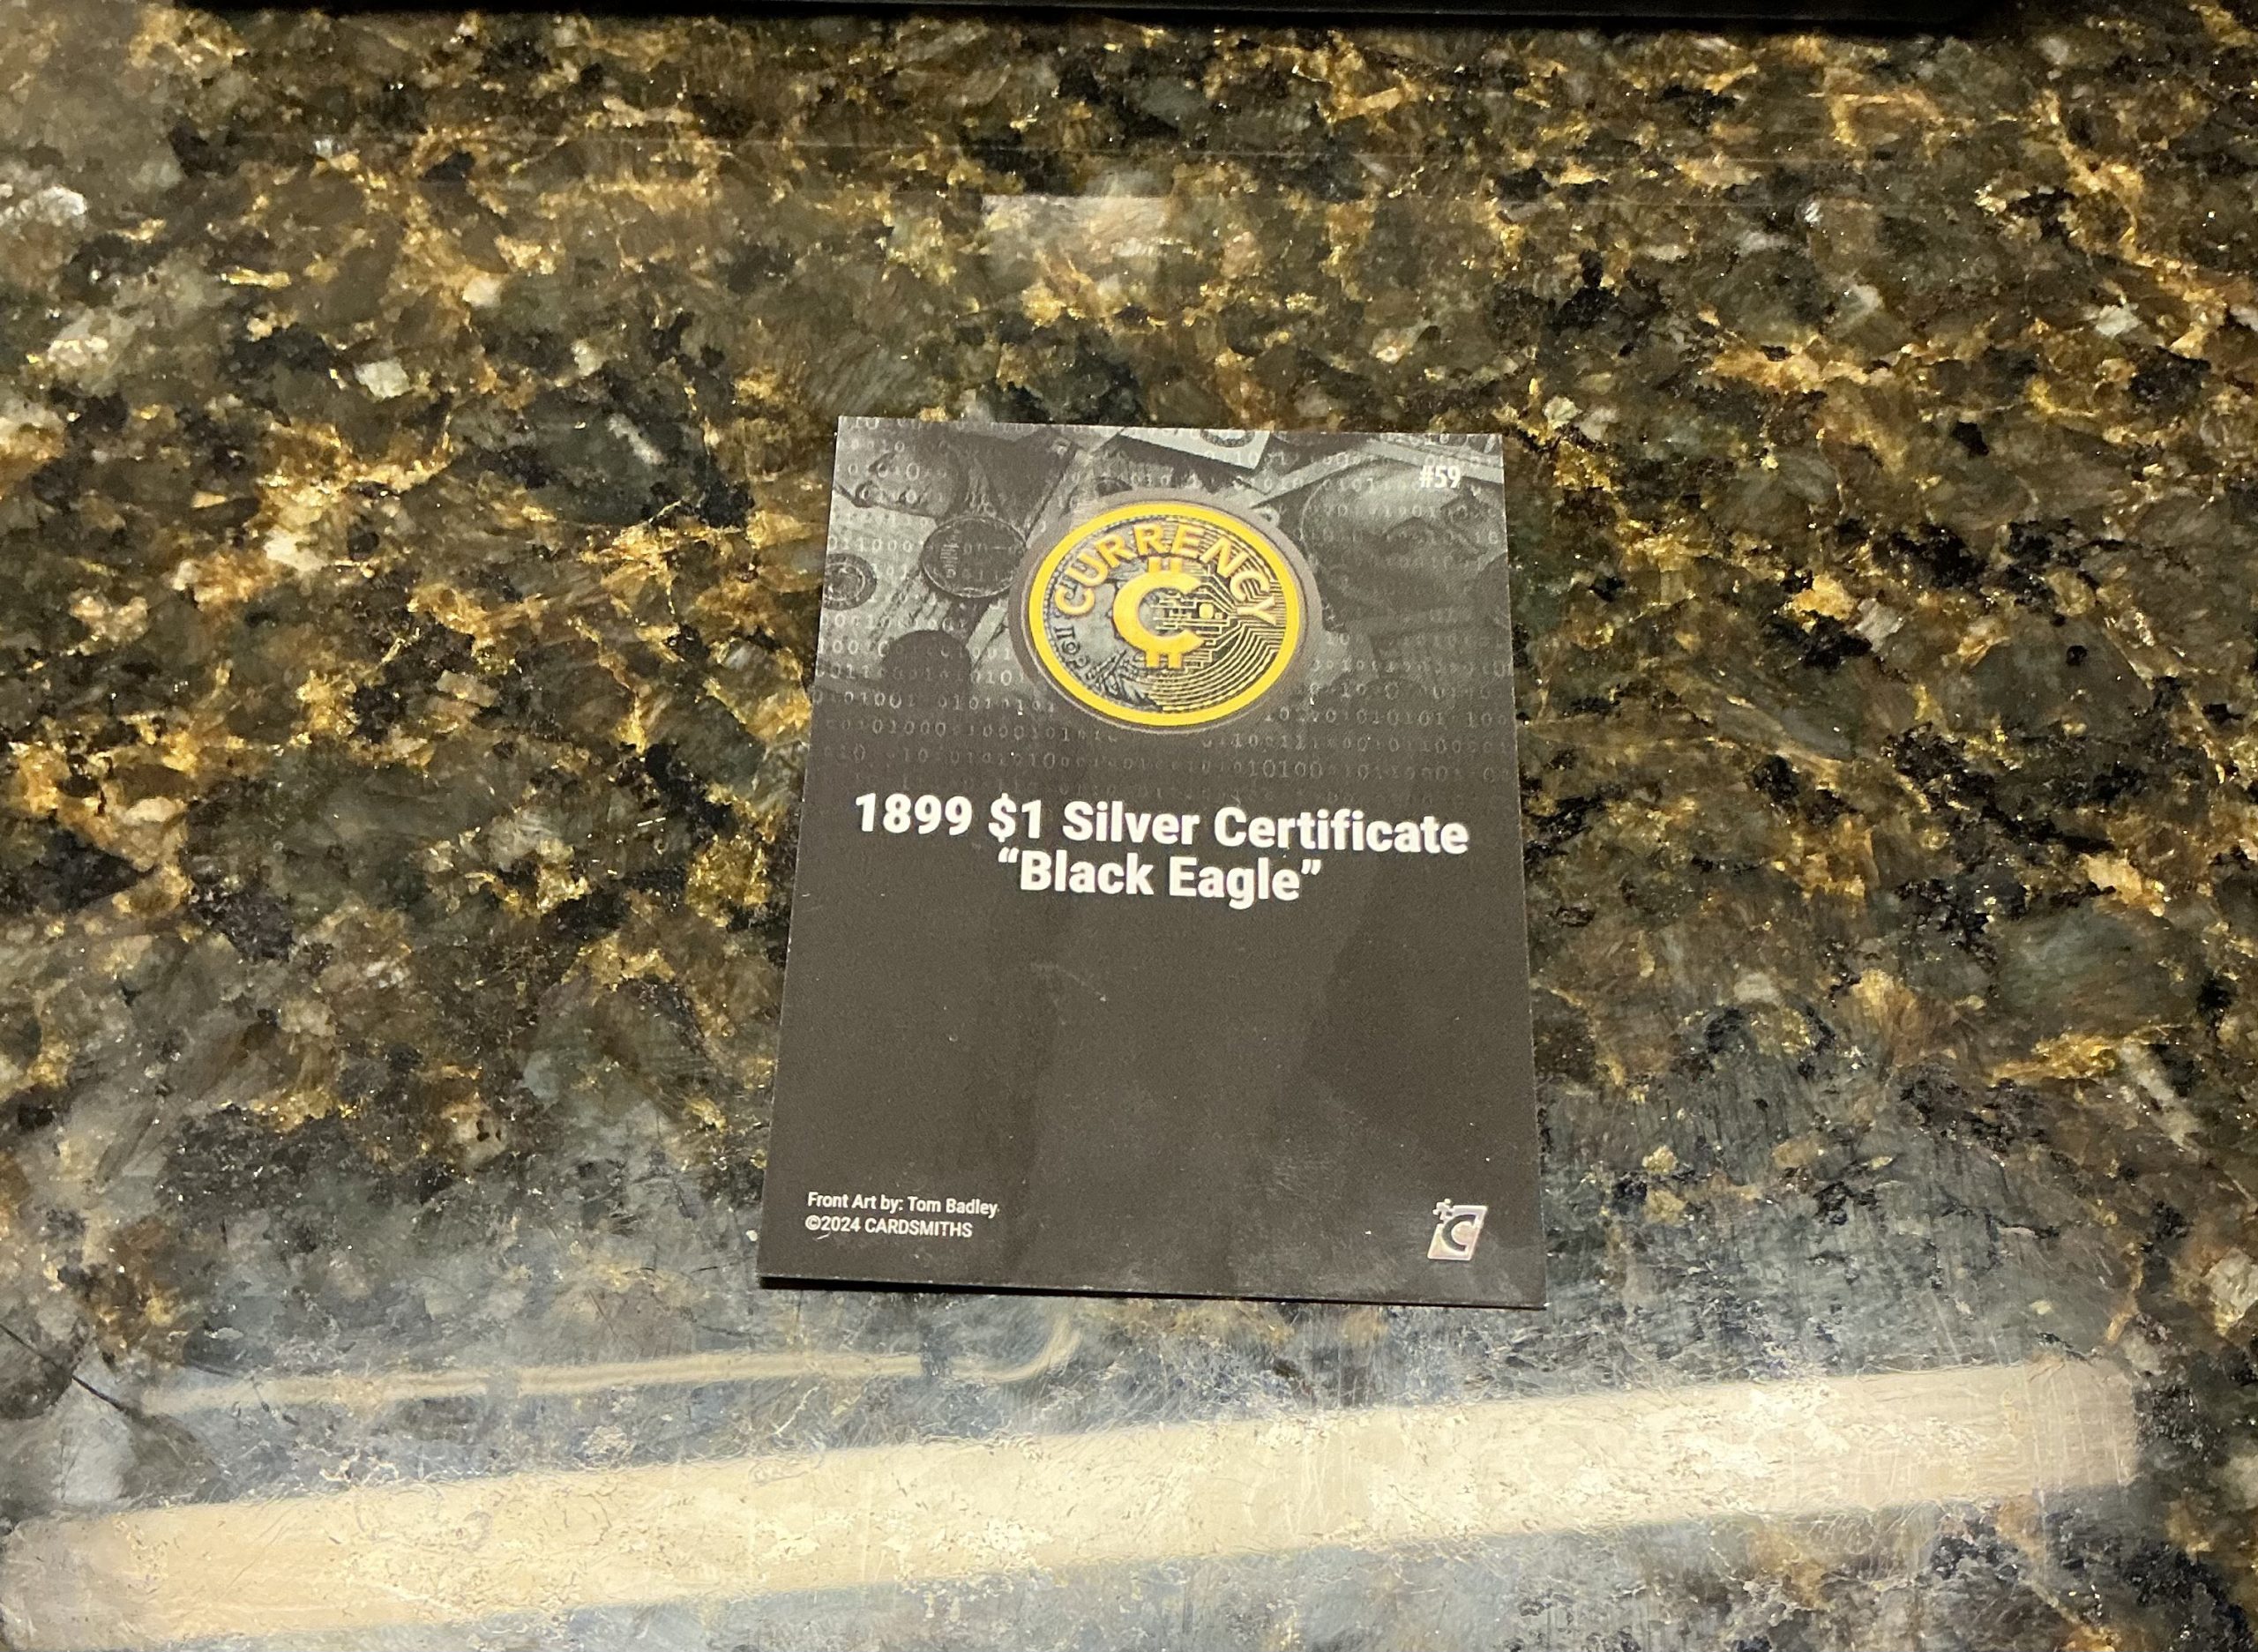 #59
CURRENCY
1899 $1 Silver Certificate
“Black Eagle”
Front Art by: Tom Badley
©2024 CARDSMITHS